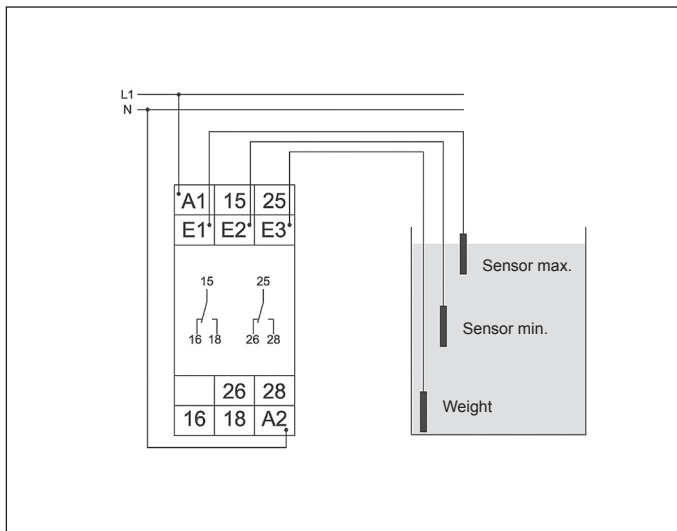 L1
N
A1 15 25
E1 E2 E3
15 25
16 18 26 28
26 28
16 18 A2
Sensor max.
Sensor min.
Weight